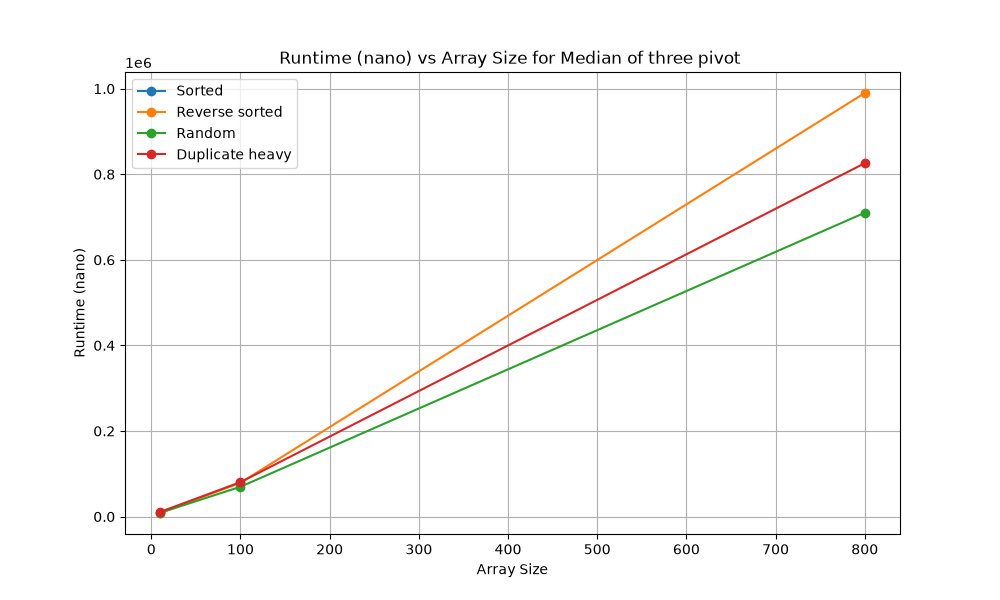 Runtime (nano) vs Array Size for Median of three pivot
1e6
Sorted
Reverse sorted
Random
Duplicate heavy
1.0
0.8
0.6
0.4
0.2
0.0
Runtime (nano)
0 100 200 300 400 500 600 700 800
Array Size